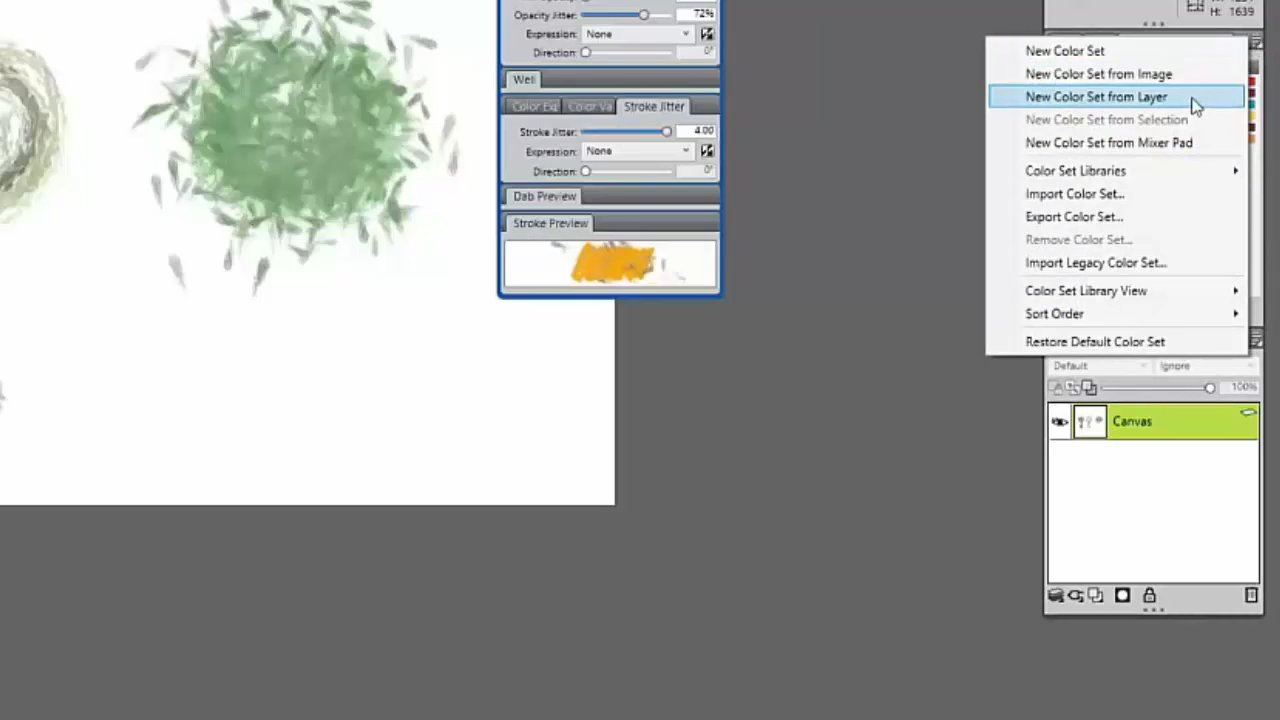 Opacity Jitter: 72%
Expression: None
Direction: 0°
Well
Color Ex Color Va Stroke Jitter
Stroke Jitter: 4.00
Expression: None
Direction: 0°
Dab Preview
Stroke Preview
H: 1639
New Color Set
New Color Set from Image
New Color Set from Layer
New Color Set from Selection
New Color Set from Mixer Pad
Color Set Libraries
Import Color Set...
Export Color Set...
Remove Color Set...
Import Legacy Color Set...
Color Set Library View
Sort Order
Restore Default Color Set
Default Ignore
100%
Canvas